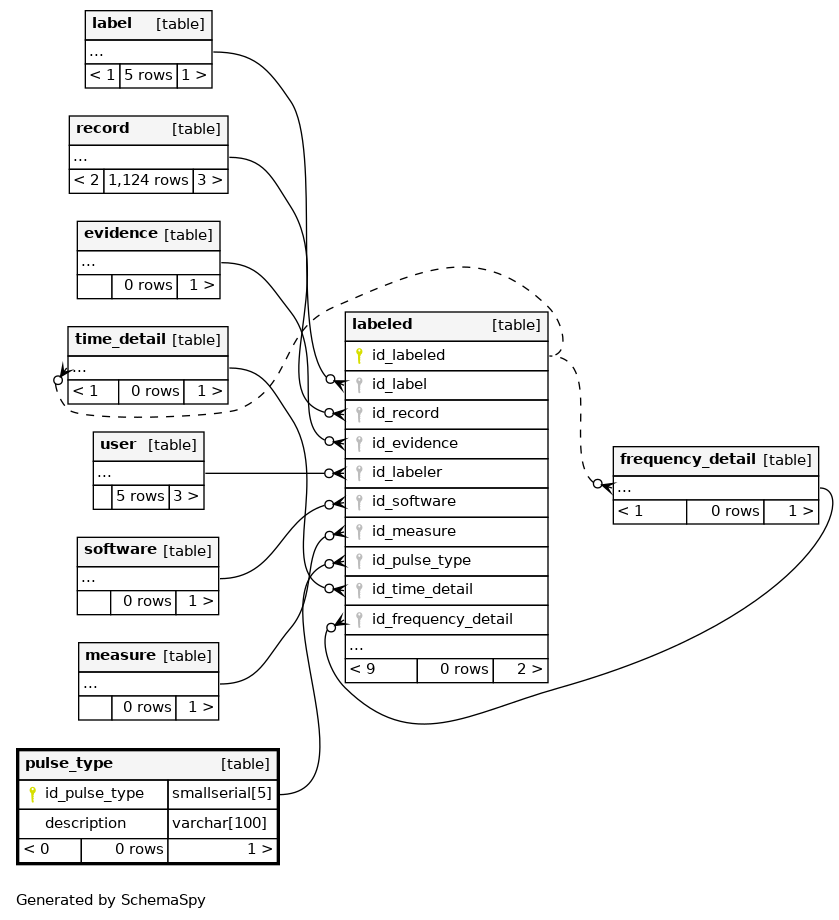 label [table]
...
< 1 5 rows 1 >
record [table]
...
< 2 1,124 rows 3 >
evidence [table]
...
0 rows 1 >
time_detail [table]
...
< 1 0 rows 1 >
user [table]
...
5 rows 3 >
software [table]
...
0 rows 1 >
measure [table]
...
0 rows 1 >
pulse_type [table]
id_pulse_type smallserial[5]
description varchar[100]
< 0 0 rows 1 >
labeled [table]
id_labeled
id_label
id_record
id_evidence
id_labeler
id_software
id_measure
id_pulse_type
id_time_detail
id_frequency_detail
...
< 9 0 rows 2 >
frequency_detail [table]
...
< 1 0 rows 1 >
Generated by SchemaSpy